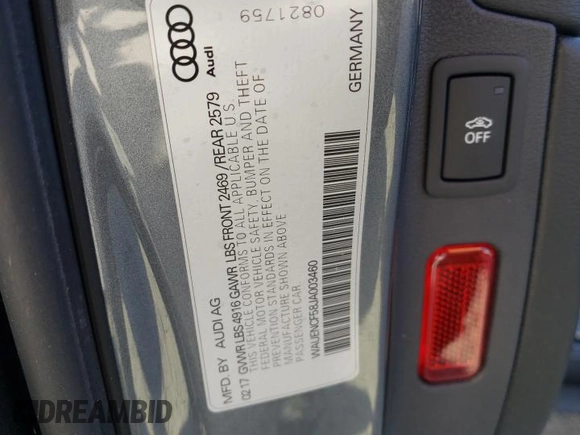 0821759
Audi
MFD. BY AUDI AG
02 17 GVWR LBS 4916 GAWR LBS FRONT 2469 /REAR 2579
THIS VEHICLE CONFORMS TO ALL APPLICABLE U S.
FEDERAL MOTOR VEHICLE SAFETY, BUMPER AND THEFT
PREVENTION STANDARDS IN EFFECT ON THE DATE OF
MANUFACTURE SHOWN ABOVE.
PASSENGER CAR
WAUENCF58JA003460
GERMANY
OFF
IDREAMBID